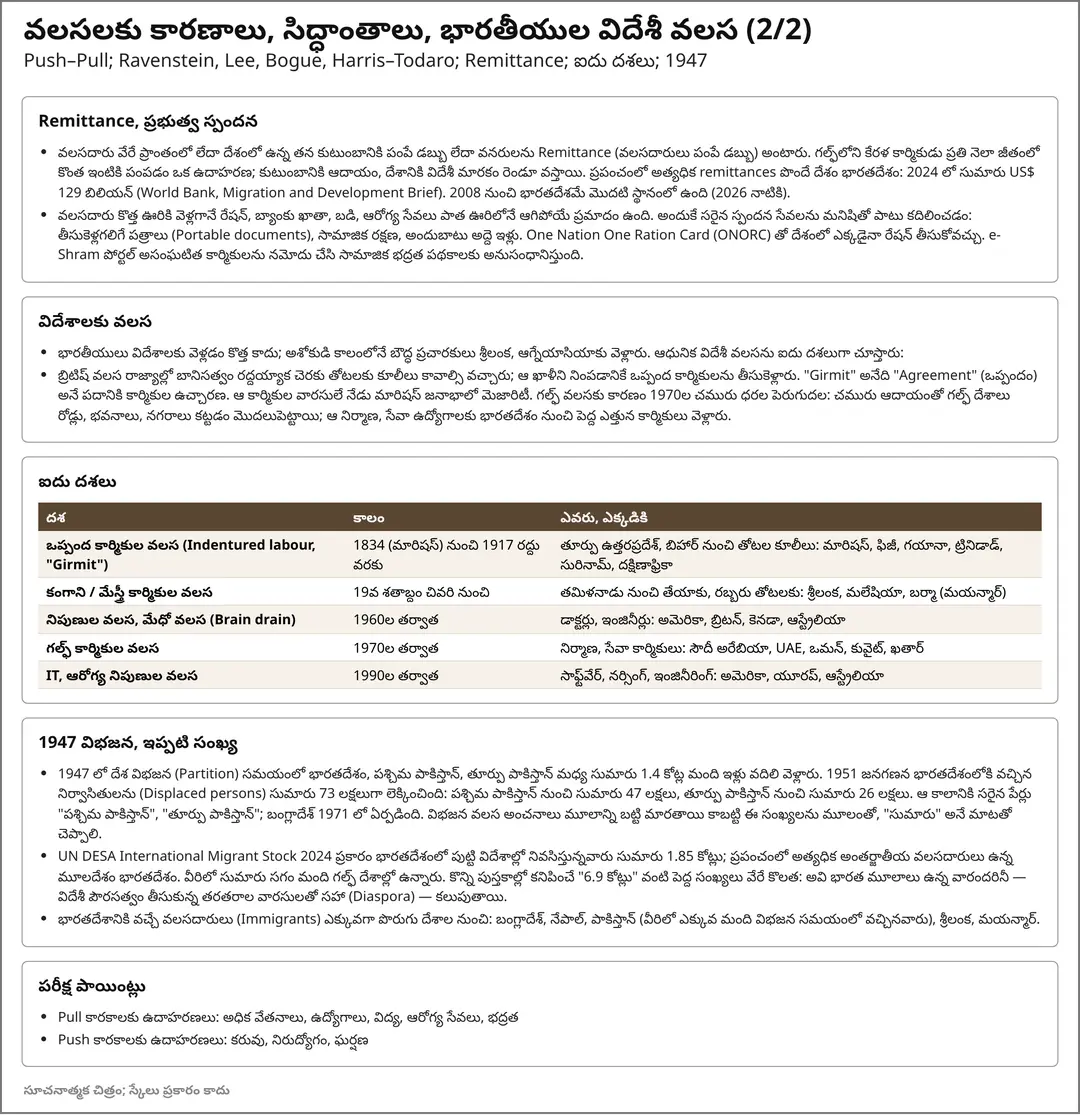 వలసలకు కారణాలు, సిద్ధాంతాలు, భారతీయుల విదేశీ వలస (2/2)
Push–Pull; Ravenstein, Lee, Bogue, Harris–Todaro; Remittance; ఐదు దశలు; 1947
Remittance, ప్రభుత్వ స్పందన
• వలసదారు వేరే ప్రాంతంలో లేదా దేశంలో ఉన్న తన కుటుంబానికి పంపే డబ్బు లేదా వనరులను Remittance (వలసదారులు పంపే డబ్బు) అంటారు. గల్ఫ్‌లోని కేరళ కార్మికుడు ప్రతి నెలా జీతంలో
కొంత ఇంటికి పంపడం ఒక ఉదాహరణ; కుటుంబానికి ఆదాయం, దేశానికి విదేశీ మారకం రెండూ వస్తాయి. ప్రపంచంలో అత్యధిక remittances పొందే దేశం భారతదేశం: 2024 లో సుమారు US$
129 బిలియన్ (World Bank, Migration and Development Brief). 2008 నుంచి భారతదేశమే మొదటి స్థానంలో ఉంది (2026 నాటికి).
• వలసదారు కొత్త ఊరికి వెళ్లగానే రేషన్, బ్యాంకు ఖాతా, బడి, ఆరోగ్య సేవలు పాత ఊరిలోనే ఆగిపోయే ప్రమాదం ఉంది. అందుకే సరైన స్పందన సేవలను మనిషితో పాటు కదిలించడం:
తీసుకెళ్లగలిగే పత్రాలు (Portable documents), సామాజిక రక్షణ, అందుబాటు అద్దె ఇళ్లు. One Nation One Ration Card (ONORC) తో దేశంలో ఎక్కడైనా రేషన్ తీసుకోవచ్చు. e-
Shram పోర్టల్ అసంఘటిత కార్మికులను నమోదు చేసి సామాజిక భద్రత పథకాలకు అనుసంధానిస్తుంది.
విదేశాలకు వలస
• భారతీయులు విదేశాలకు వెళ్లడం కొత్త కాదు; అశోకుడి కాలంలోనే బౌద్ధ ప్రచారకులు శ్రీలంక, ఆగ్నేయాసియాకు వెళ్లారు. ఆధునిక విదేశీ వలసను ఐదు దశలుగా చూస్తారు:
• బ్రిటిష్ వలస రాజ్యాల్లో బానిసత్వం రద్దయ్యాక చెరకు తోటలకు కూలీలు కావాల్సి వచ్చారు; ఆ ఖాళీని నింపడానికే ఒప్పంద కార్మికులను తీసుకెళ్లారు. "Girmit" అనేది "Agreement" (ఒప్పందం)
అనే పదానికి కార్మికుల ఉచ్చారణ. ఆ కార్మికుల వారసులే నేడు మారిషస్ జనాభాలో మెజారిటీ. గల్ఫ్ వలసకు కారణం 1970ల చమురు ధరల పెరుగుదల: చమురు ఆదాయంతో గల్ఫ్ దేశాలు
రోడ్లు, భవనాలు, నగరాలు కట్టడం మొదలుపెట్టాయి; ఆ నిర్మాణ, సేవా ఉద్యోగాలకు భారతదేశం నుంచి పెద్ద ఎత్తున కార్మికులు వెళ్లారు.
ఐదు దశలు
దశ కాలం ఎవరు, ఎక్కడికి
ఒప్పంద కార్మికుల వలస (Indentured labour, "Girmit") 1834 (మారిషస్) నుంచి 1917 రద్దు వరకు తూర్పు ఉత్తరప్రదేశ్, బిహార్ నుంచి తోటల కూలీలు: మారిషస్, ఫిజీ, గయానా, ట్రినిడాడ్, సురినామ్, దక్షిణాఫ్రికా
కంగాని / మేస్త్రీ కార్మికుల వలస 19వ శతాబ్దం చివరి నుంచి తమిళనాడు నుంచి తేయాకు, రబ్బరు తోటలకు: శ్రీలంక, మలేషియా, బర్మా (మయన్మార్)
నిపుణుల వలస, మేధో వలస (Brain drain) 1960ల తర్వాత డాక్టర్లు, ఇంజినీర్లు: అమెరికా, బ్రిటన్, కెనడా, ఆస్ట్రేలియా
గల్ఫ్ కార్మికుల వలస 1970ల తర్వాత నిర్మాణ, సేవా కార్మికులు: సౌదీ అరేబియా, UAE, ఒమన్, కువైట్, ఖతార్
IT, ఆరోగ్య నిపుణుల వలస 1990ల తర్వాత సాఫ్ట్‌వేర్, నర్సింగ్, ఇంజినీరింగ్: అమెరికా, యూరప్, ఆస్ట్రేలియా
1947 విభజన, ఇప్పటి సంఖ్య
• 1947 లో దేశ విభజన (Partition) సమయంలో భారతదేశం, పశ్చిమ పాకిస్తాన్, తూర్పు పాకిస్తాన్ మధ్య సుమారు 1.4 కోట్ల మంది ఇళ్లు వదిలి వెళ్లారు. 1951 జనగణన భారతదేశంలోకి వచ్చిన
నిర్వాసితులను (Displaced persons) సుమారు 73 లక్షలుగా లెక్కించింది: పశ్చిమ పాకిస్తాన్ నుంచి సుమారు 47 లక్షలు, తూర్పు పాకిస్తాన్ నుంచి సుమారు 26 లక్షలు. ఆ కాలానికి సరైన పేర్లు
"పశ్చిమ పాకిస్తాన్", "తూర్పు పాకిస్తాన్"; బంగ్లాదేశ్ 1971 లో ఏర్పడింది. విభజన వలస అంచనాలు మూలాన్ని బట్టి మారతాయి కాబట్టి ఈ సంఖ్యలను మూలంతో, "సుమారు" అనే మాటతో
చెప్పాలి.
• UN DESA International Migrant Stock 2024 ప్రకారం భారతదేశంలో పుట్టి విదేశాల్లో నివసిస్తున్నవారు సుమారు 1.85 కోట్లు; ప్రపంచంలో అత్యధిక అంతర్జాతీయ వలసదారులు ఉన్న
మూలదేశం భారతదేశం. వీరిలో సుమారు సగం మంది గల్ఫ్ దేశాల్లో ఉన్నారు. కొన్ని పుస్తకాల్లో కనిపించే "6.9 కోట్లు" వంటి పెద్ద సంఖ్యలు వేరే కొలత: అవి భారత మూలాలు ఉన్న వారందరినీ —
విదేశీ పౌరసత్వం తీసుకున్న తరతరాల వారసులతో సహా (Diaspora) — కలుపుతాయి.
• భారతదేశానికి వచ్చే వలసదారులు (Immigrants) ఎక్కువగా పొరుగు దేశాల నుంచి: బంగ్లాదేశ్, నేపాల్, పాకిస్తాన్ (వీరిలో ఎక్కువ మంది విభజన సమయంలో వచ్చినవారు), శ్రీలంక, మయన్మార్.
పరీక్ష పాయింట్లు
• Pull కారకాలకు ఉదాహరణలు: అధిక వేతనాలు, ఉద్యోగాలు, విద్య, ఆరోగ్య సేవలు, భద్రత
• Push కారకాలకు ఉదాహరణలు: కరువు, నిరుద్యోగం, ఘర్షణ
సూచనాత్మక చిత్రం; స్కేలు ప్రకారం కాదు